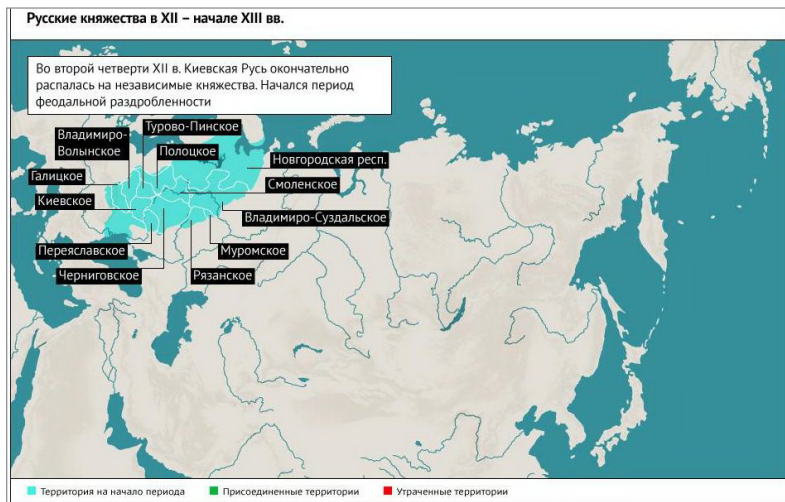 Русские княжества в XII – начале XIII вв.
Во второй четверти XII в. Киевская Русь окончательно
распалась на независимые княжества. Начался период
феодальной раздробленности
Турово-Пинское
Владимиро-
Волынское
Полоцкое
Новгородская респ.
Галицкое
Смоленское
Киевское
Владимиро-Суздальское
Переяславское
Муромское
Черниговское
Рязанское
Территория на начало периода
Присоединенные территории
Утраченные территории